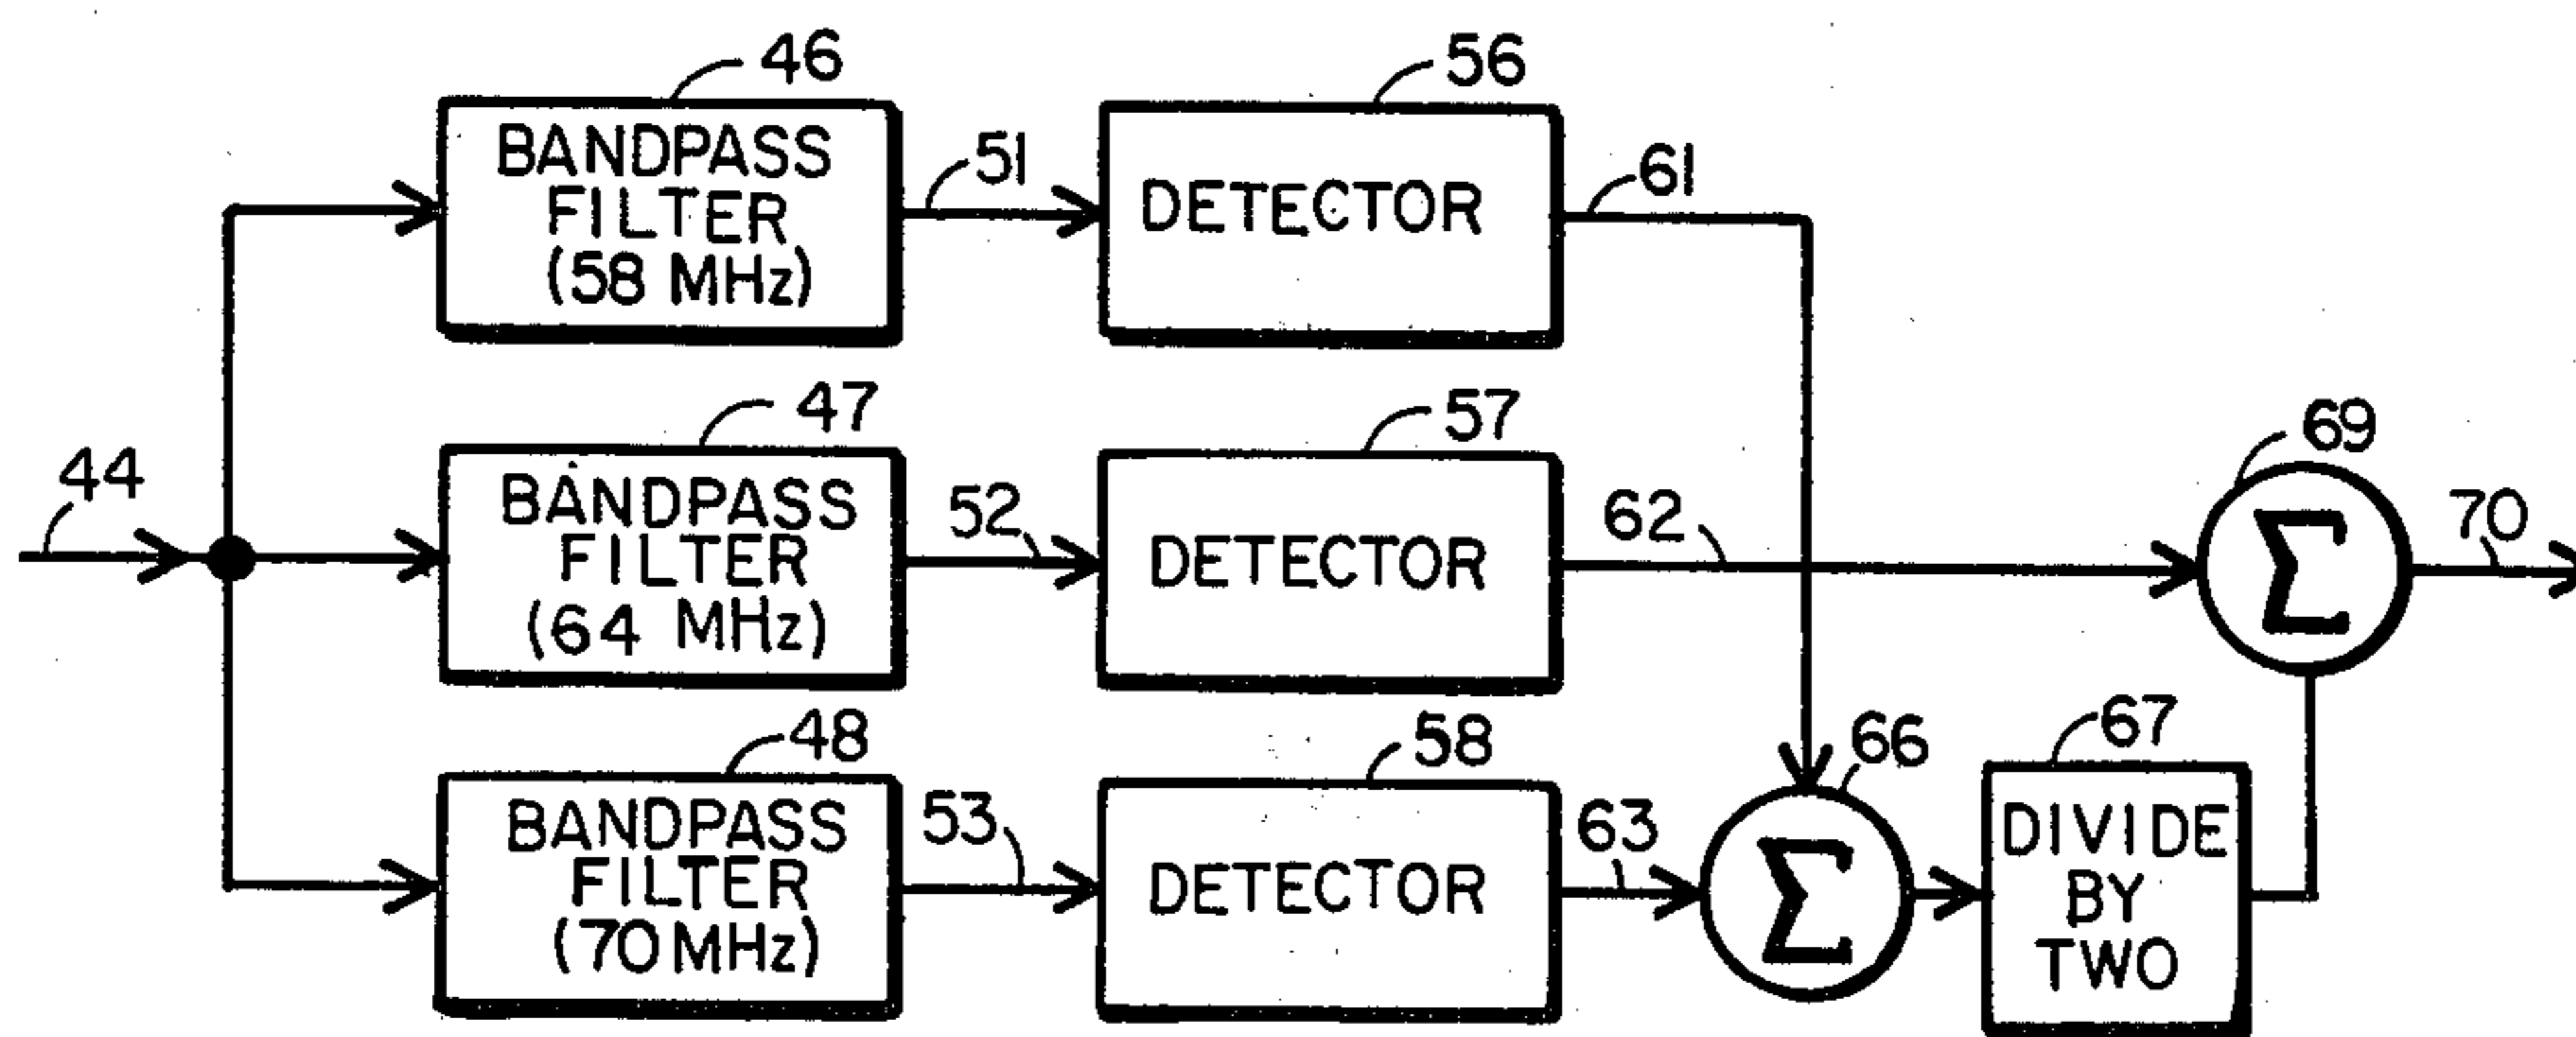 46
56
BANDPASS
FILTER
(58 MHz)
51
DETECTOR
61
47
57
69
44
BANDPASS
FILTER
(64 MHz)
52
DETECTOR
62
Σ
70
48
58
66
67
BANDPASS
FILTER
(70 MHz)
53
DETECTOR
63
Σ
DIVIDE
BY
TWO